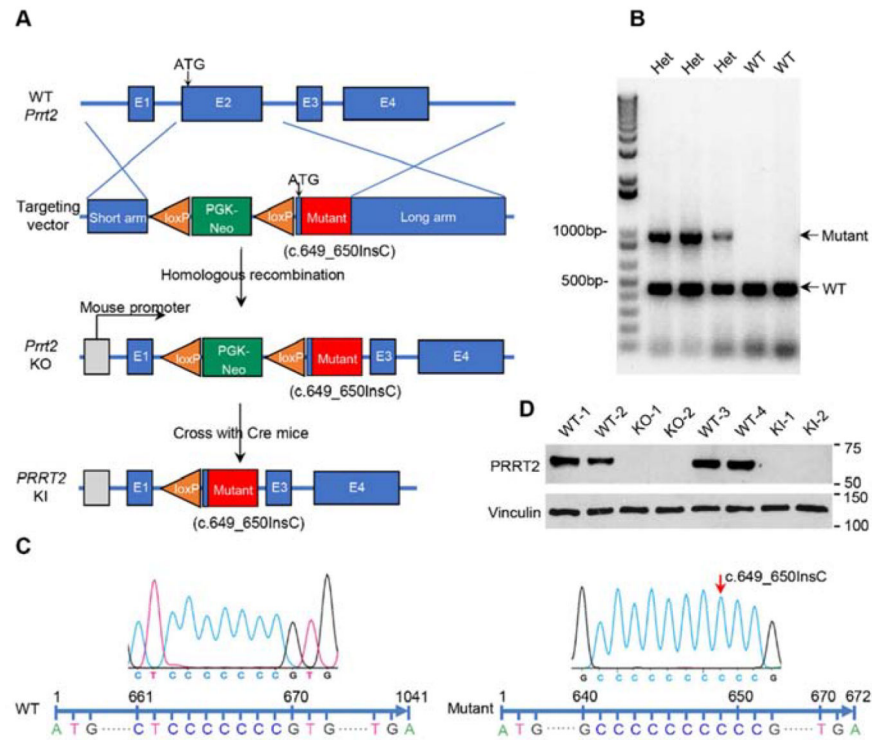 A
ATG
WT
Prrt2
E1
E2
E3
E4
ATG
Targeting
vector
Short arm
loxP
PGK-
Neo
loxP
Mutant
Long arm
(c.649_650InsC)
Homologous recombination
Mouse promoter
Prrt2
KO
E1
loxP
PGK-
Neo
loxP
Mutant
E3
E4
(c.649_650InsC)
Cross with Cre mice
PRRT2
KI
E1
loxP
Mutant
E3
E4
(c.649_650InsC)
B
Het
Het
Het
WT
WT
1000bp-
500bp-
Mutant
WT
D
WT-1
WT-2
KO-1
KO-2
WT-3
WT-4
KI-1
KI-2
PRRT2
75
50
Vinculin
150
100
C
C T C C C C C C C G T G
1 661 670 1041
WT
A T G ······ C T C C C C C C C G T G ······ T G A
c.649_650InsC
G C C C C C C C C C C G
1 640 650 670 672
Mutant
A T G ······ G C C C C C C C C C C G ······ T G A